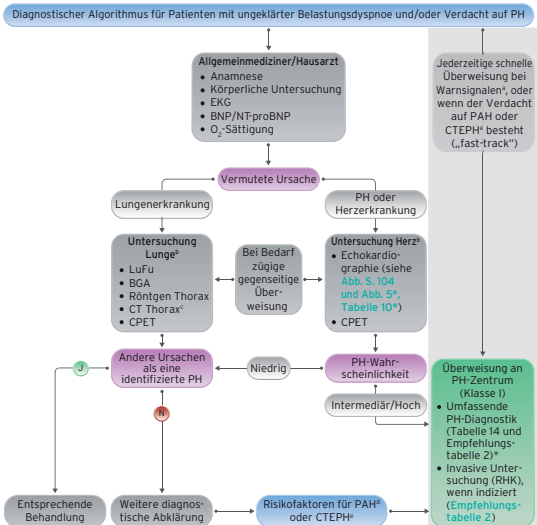 Diagnostischer Algorithmus für Patienten mit ungeklärter Belastungsdyspnoe und/oder Verdacht auf PH
Allgemeinmediziner/Hausarzt
• Anamnese
• Körperliche Untersuchung
• EKG
• BNP/NT-proBNP
• O₂-Sättigung
Jederzeitige schnelle
Überweisung bei
Warnsignalenᵃ, oder
wenn der Verdacht
auf PAH oder
CTEPHᵉ besteht
(„fast-track“)
Vermutete Ursache
Lungenerkrankung
PH oder
Herzerkrankung
Untersuchung
Lungeᵇ
• LuFu
• BGA
• Röntgen Thorax
• CT Thoraxᶜ
• CPET
Bei Bedarf
zügige
gegenseitige
Über-
weisung
Untersuchung Herzᵇ
• Echokardio-
graphie (siehe
Abb. S. 104
und Abb. 5*,
Tabelle 10*)
• CPET
Andere Ursachen
als eine
identifizierte PH
Niedrig
PH-Wahr-
scheinlichkeit
Intermediär/Hoch
J
N
Überweisung an
PH-Zentrum
(Klasse I)
• Umfassende
PH-Diagnostik
(Tabelle 14 und
Empfehlungs-
tabelle 2)*
• Invasive Unter-
suchung (RHK),
wenn indiziert
(Empfehlungs-
tabelle 2)
Entsprechende
Behandlung
Weitere diagnos-
tische Abklärung
Risikofaktoren für PAHᵈ
oder CTEPHᵉ